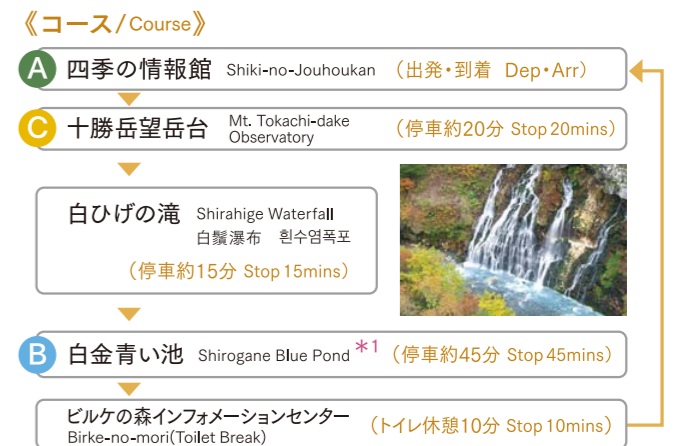 《コース/Course》
A 四季の情報館 Shiki-no-Jouhoukan （出発・到着 Dep・Arr）
C 十勝岳望岳台 Mt. Tokachi-dake
Observatory （停車約20分 Stop 20mins）
白ひげの滝 Shirahige Waterfall
白鬚瀑布 흰수염폭포
（停車約15分 Stop 15mins）
B 白金青い池 Shirogane Blue Pond *1 （停車約45分 Stop 45mins）
ビルケの森インフォメーションセンター
Birke-no-mori(Toilet Break) （トイレ休憩10分 Stop 10mins）